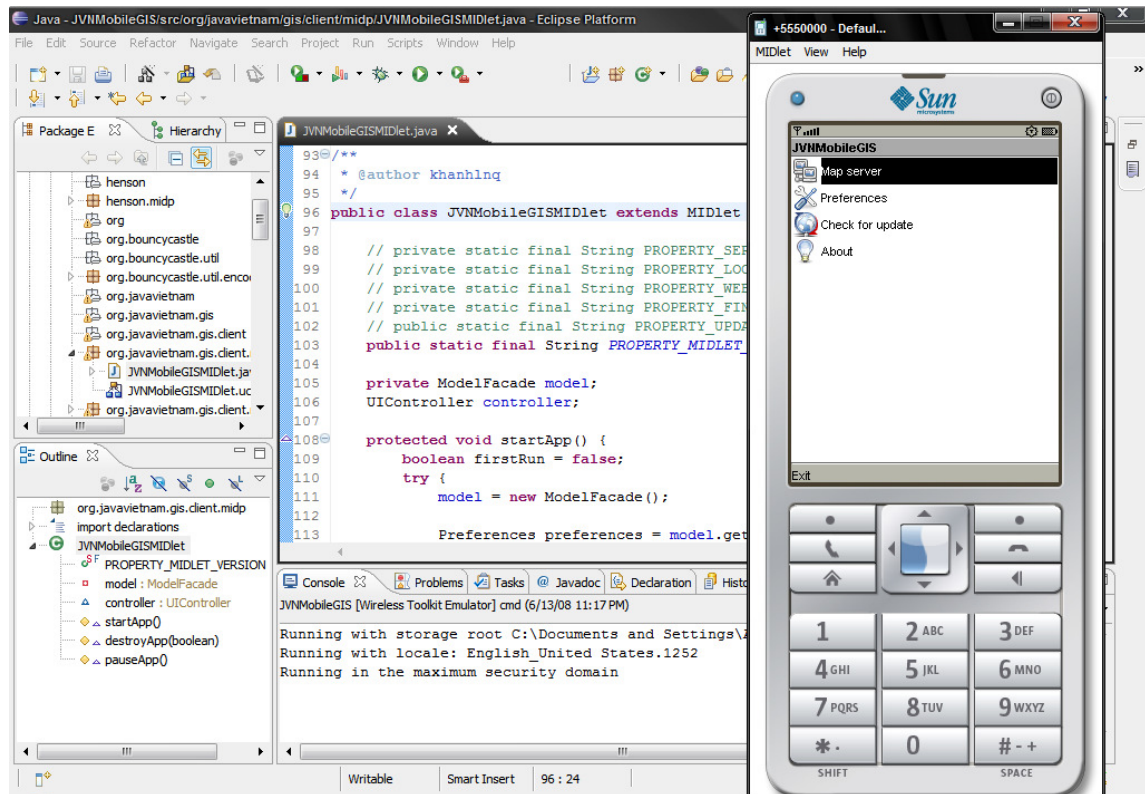 Java - JVNMobileGIS/src/org/javavietnam/gis/client/midp/JVNMobileGISMIDlet.java - Eclipse Platform
File Edit Source Refactor Navigate Search Project Run Scripts Window Help
Package E Hierarchy
henson
henson.midp
org
org.bouncycastle
org.bouncycastle.util
org.bouncycastle.util.enco
org.javavietnam
org.javavietnam.gis
org.javavietnam.gis.client
org.javavietnam.gis.client.
JVNMobileGISMIDlet.ja
JVNMobileGISMIDlet.uc
org.javavietnam.gis.client.
Outline
org.javavietnam.gis.client.midp
import declarations
JVNMobileGISMIDlet
PROPERTY_MIDLET_VERSION
model : ModelFacade
controller : UIController
startApp()
destroyApp(boolean)
pauseApp()
JVNMobileGISMIDlet.java
93 /**
94 * @author khanhlnq
95 */
96 public class JVNMobileGISMIDlet extends MIDlet
97
98 // private static final String PROPERTY_SER
99 // private static final String PROPERTY_LOC
100 // private static final String PROPERTY_WEB
101 // private static final String PROPERTY_FIN
102 // public static final String PROPERTY_UPDA
103 public static final String PROPERTY_MIDLET_
104
105 private ModelFacade model;
106 UIController controller;
107
108 protected void startApp() {
109 boolean firstRun = false;
110 try {
111 model = new ModelFacade();
112
113 Preferences preferences = model.get
Console Problems Tasks @ Javadoc Declaration Histo
JVNMobileGIS [Wireless Toolkit Emulator] cmd (6/13/08 11:17 PM)
Running with storage root C:\Documents and Settings\A
Running with locale: English_United States.1252
Running in the maximum security domain
Writable Smart Insert 96 : 24
+5550000 - Defaul...
MIDlet View Help
Sun
microsystems
JVNMobileGIS
Map server
Preferences
Check for update
About
Exit
1 2 ABC 3 DEF
4 GHI 5 JKL 6 MNO
7 PQRS 8 TUV 9 WXYZ
* . 0 # - +
SHIFT SPACE